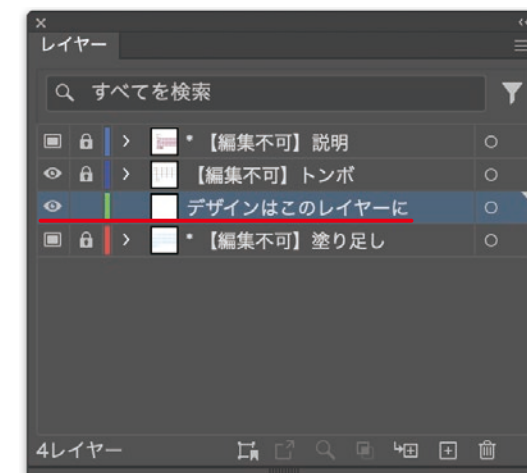 レイヤー
すべてを検索
* 【編集不可】説明
【編集不可】トンボ
デザインはこのレイヤーに
* 【編集不可】塗り足し
4レイヤー